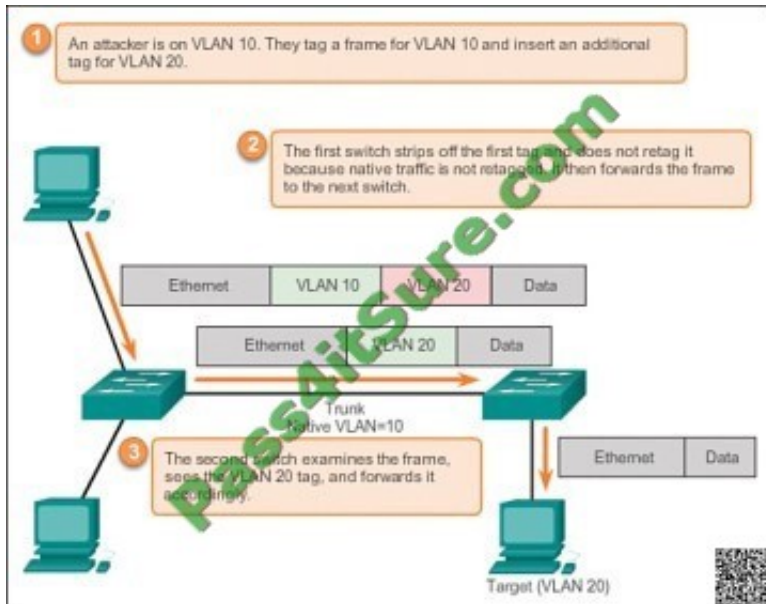 1
An attacker is on VLAN 10. They tag a frame for VLAN 10 and insert an additional
tag for VLAN 20.
2
The first switch strips off the first tag and does not retag it
because native traffic is not retagged. It then forwards the frame
to the next switch.
Ethernet VLAN 10 VLAN 20 Data
Ethernet VLAN 20 Data
Trunk
Native VLAN=10
3
The second switch examines the frame,
sees the VLAN 20 tag, and forwards it
accordingly.
Ethernet Data
Target (VLAN 20)
Pass4itSure.com